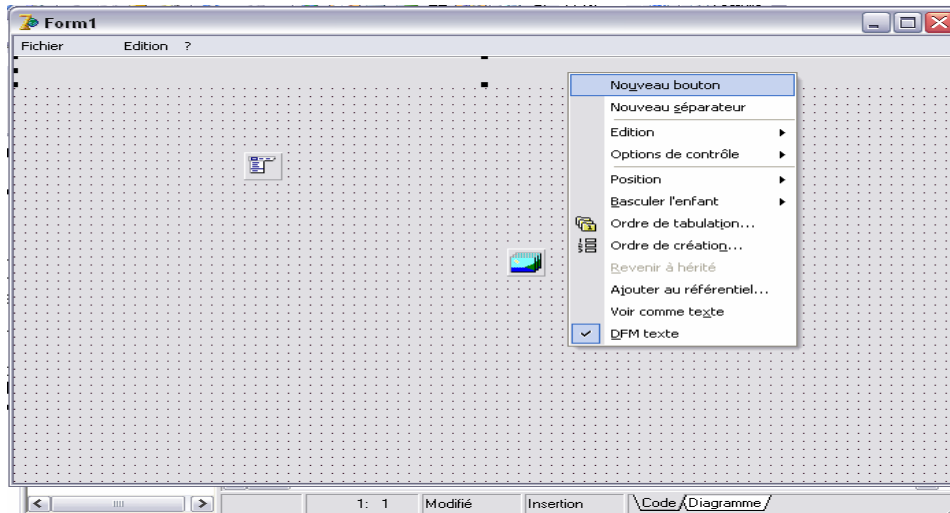 Form1
Fichier Edition ?
Nouveau bouton
Nouveau séparateur
Edition
Options de contrôle
Position
Basculer l'enfant
Ordre de tabulation...
Ordre de création...
Revenir à hérité
Ajouter au référentiel...
Voir comme texte
DFM texte
1: 1 Modifié Insertion \Code/Diagramme/